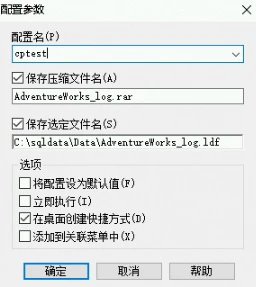 配置参数
配置名(P)
cptest
保存压缩文件名(A)
AdventureWorks_log.rar
保存选定文件名(S)
C:\sqldata\Data\AdventureWorks_log.ldf
选项
将配置设为默认值(F)
立即执行(I)
在桌面创建快捷方式(D)
添加到关联菜单中(X)
确定 取消 帮助